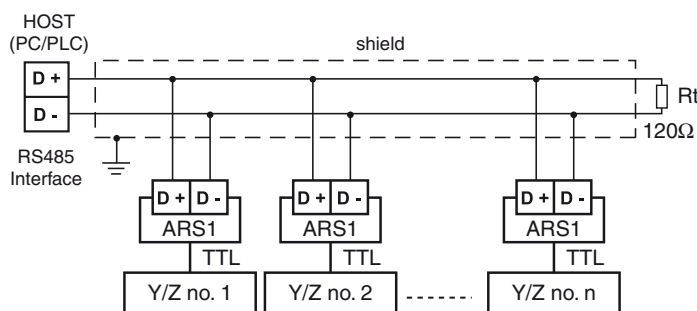 HOST
(PC/PLC)
shield
D +
D -
Rt
120Ω
RS485
Interface
D + D - D + D - D + D -
ARS1 ARS1 ARS1
TTL TTL TTL
Y/Z no. 1 Y/Z no. 2 Y/Z no. n